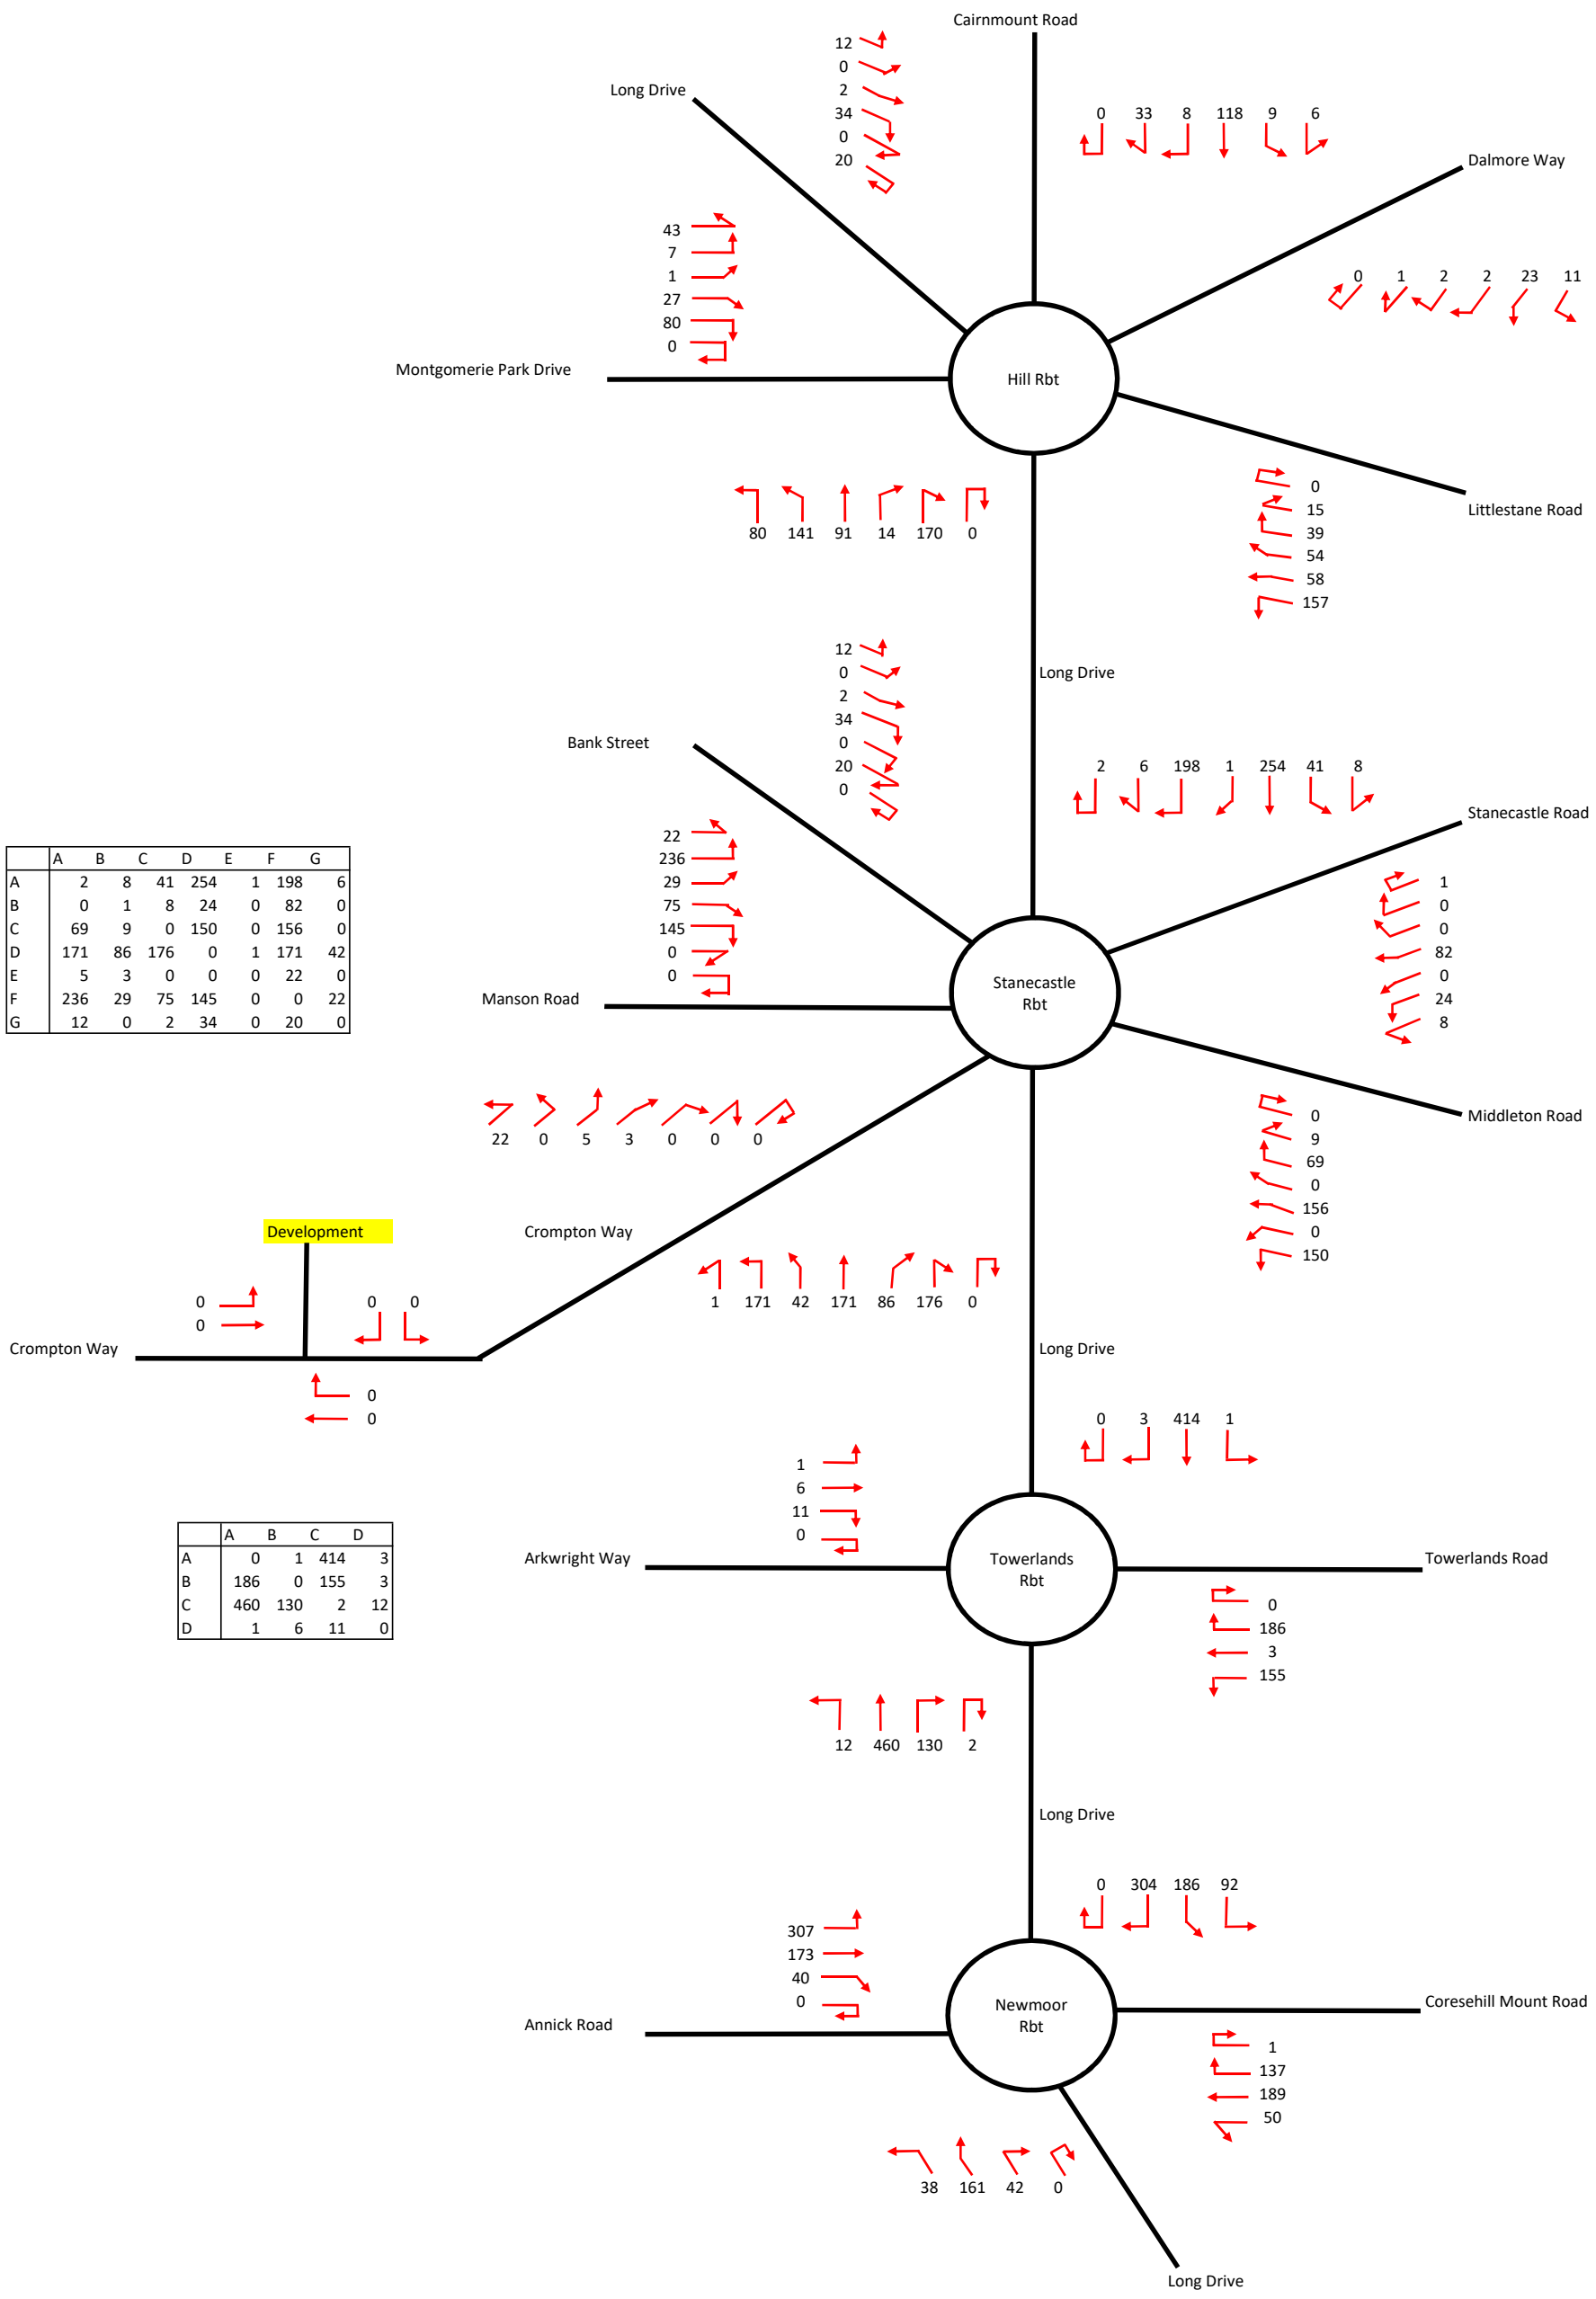 Cairnmount Road
Long Drive
12
0
2
34
0
20
0 33 8 118 9 6
Dalmore Way
43
7
1
27
80
0
0 1 2 2 23 11
Montgomerie Park Drive
Hill Rbt
80 141 91 14 170 0
0
15
39
54
58
157
Littlestane Road
Long Drive
12
0
2
34
0
20
0
Bank Street
2 6 198 1 254 41 8
Stanecastle Road
22
236
29
75
145
0
0
1
0
0
82
0
24
8
A B C D E F G
A 2 8 41 254 1 198 6
B 0 1 8 24 0 82 0
C 69 9 0 150 0 156 0
D 171 86 176 0 1 171 42
E 5 3 0 0 0 22 0
F 236 29 75 145 0 0 22
G 12 0 2 34 0 20 0
Manson Road
Stanecastle
Rbt
22 0 5 3 0 0 0
0
9
69
0
156
0
150
Middleton Road
Development
Crompton Way
0
0
0 0
1 171 42 171 86 176 0
Crompton Way
0
0
Long Drive
0 3 414 1
1
6
11
0
A B C D
A 0 1 414 3
B 186 0 155 3
C 460 130 2 12
D 1 6 11 0
Arkwright Way
Towerlands
Rbt
Towerlands Road
0
186
3
155
12 460 130 2
Long Drive
0 304 186 92
307
173
40
0
Annick Road
Newmoor
Rbt
Coresehill Mount Road
1
137
189
50
38 161 42 0
Long Drive